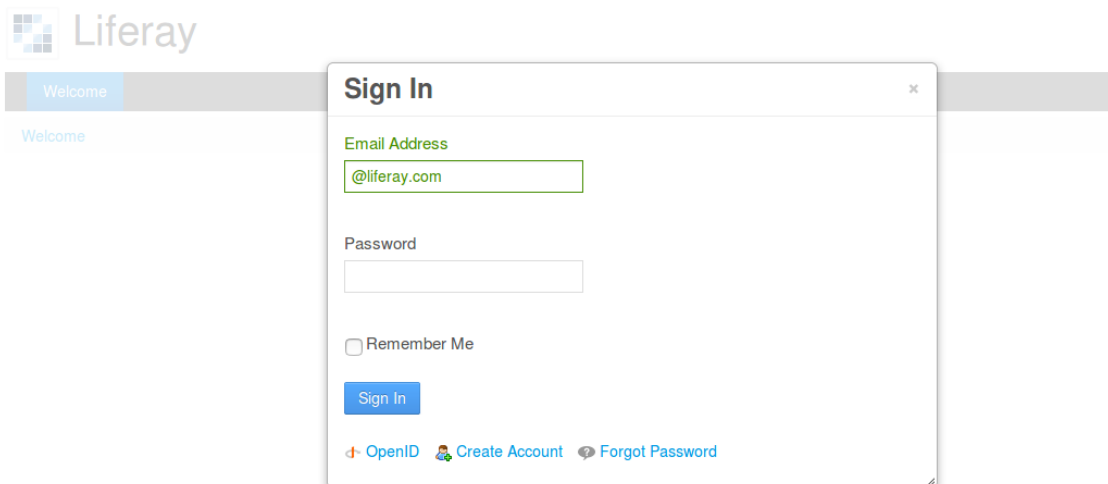 Liferay
Sign In ×
Welcome
Welcome
Email Address
@liferay.com
Password
Remember Me
Sign In
OpenID Create Account Forgot Password